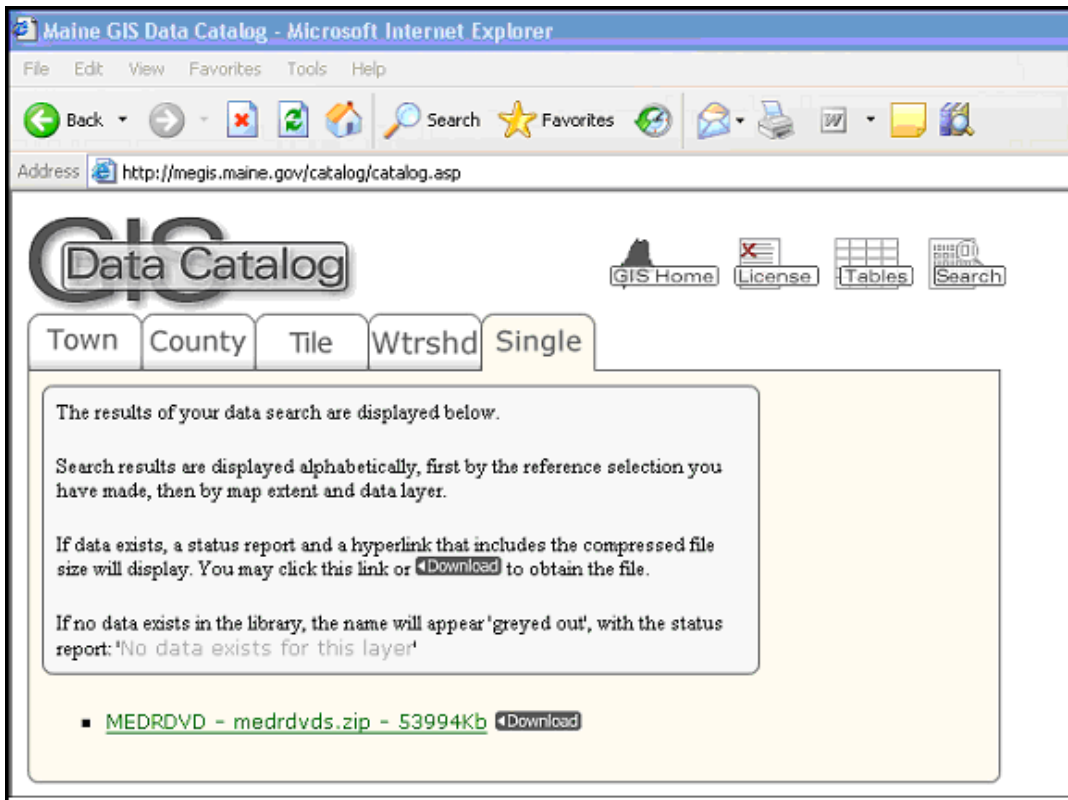 Maine GIS Data Catalog - Microsoft Internet Explorer
File Edit View Favorites Tools Help
Back Search Favorites
Address http://megis.maine.gov/catalog/catalog.asp
GIS
Data Catalog
GIS Home License Tables Search
Town County Tile Wtrshd Single
The results of your data search are displayed below.
Search results are displayed alphabetically, first by the reference selection you
have made, then by map extent and data layer.
If data exists, a status report and a hyperlink that includes the compressed file
size will display. You may click this link or Download to obtain the file.
If no data exists in the library, the name will appear 'greyed out', with the status
report: 'No data exists for this layer'
MEDRDVD - medrdvds.zip - 53994Kb Download